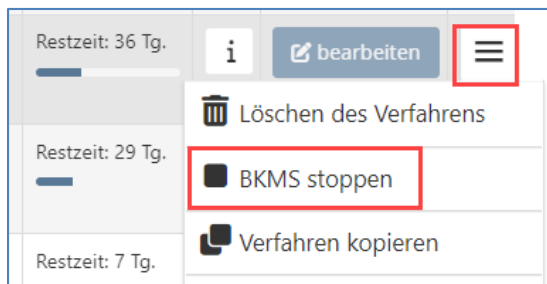 Restzeit: 36 Tg.
i
bearbeiten
Löschen des Verfahrens
Restzeit: 29 Tg.
BKMS stoppen
Verfahren kopieren
Restzeit: 7 Tg.